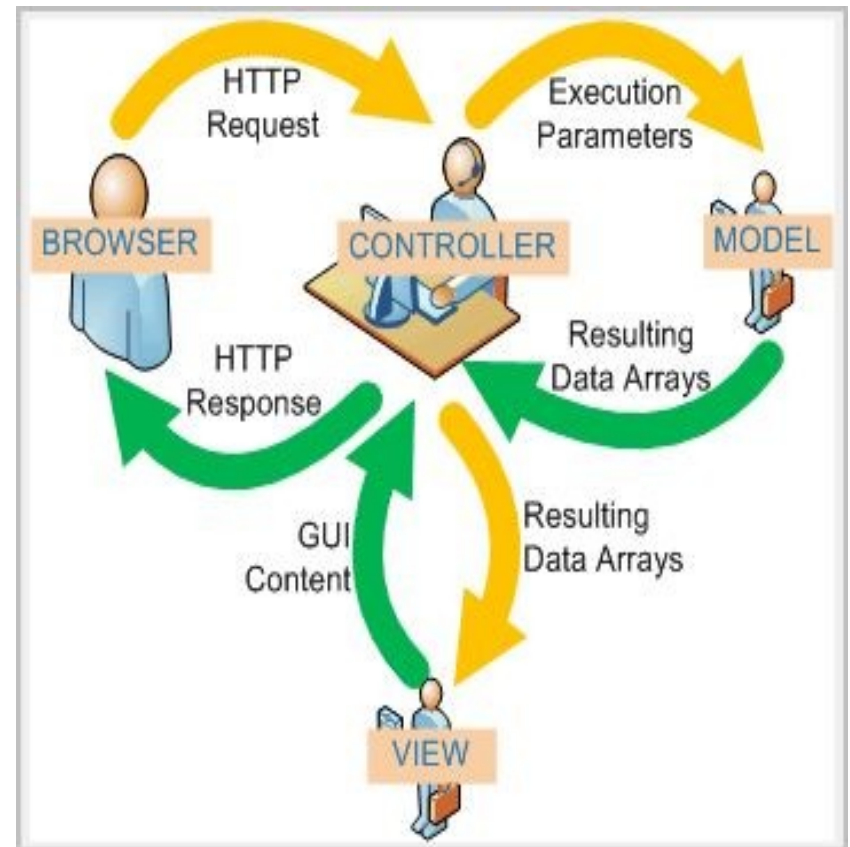 HTTP
Request
Execution
Parameters
BROWSER
CONTROLLER
MODEL
HTTP
Response
Resulting
Data Arrays
GUI
Content
Resulting
Data Arrays
VIEW